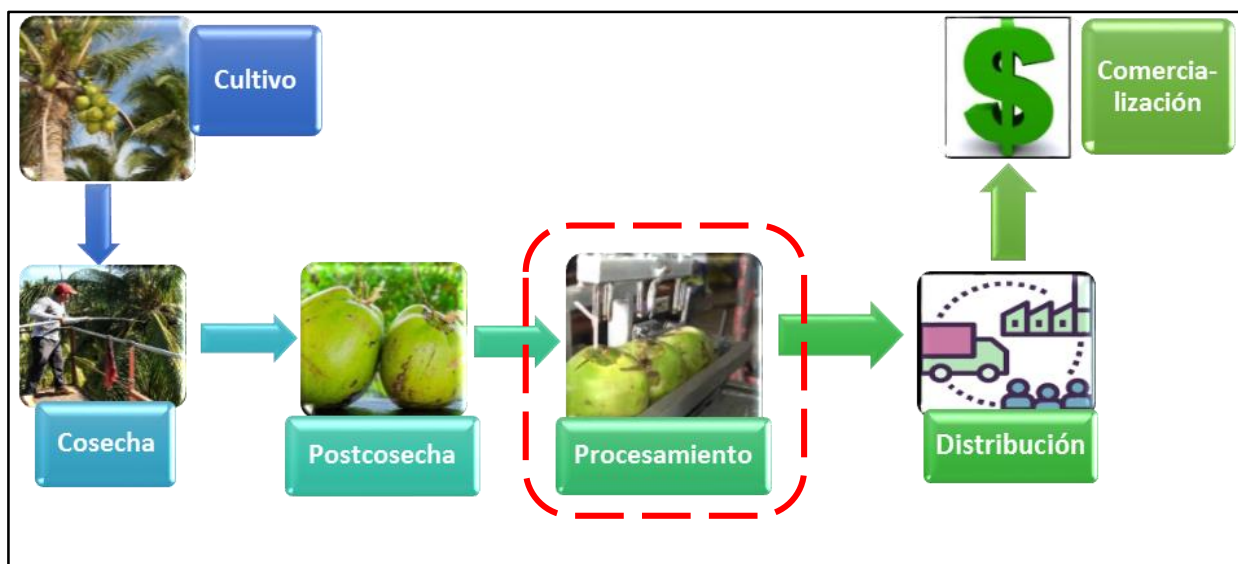 Cultivo
Cosecha
Postcosecha
Procesamiento
Distribución
Comercia-
lización
$